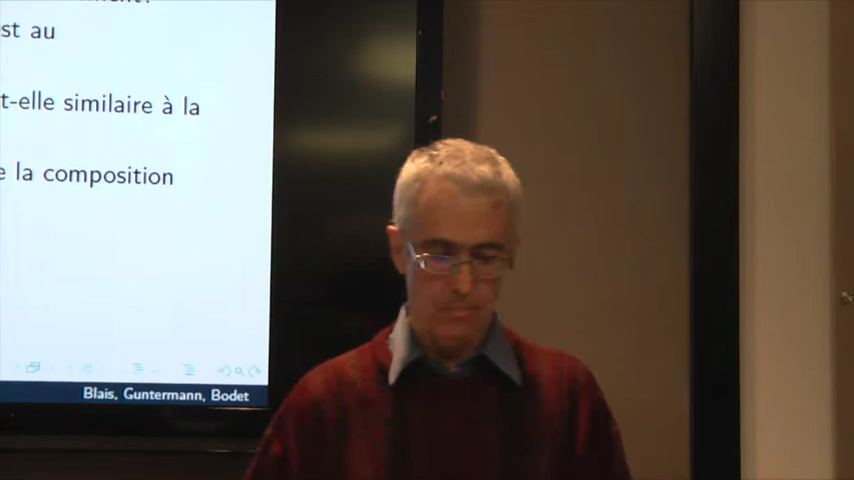 st au
t-elle similaire à la
e la composition
Blais, Guntermann, Bodet